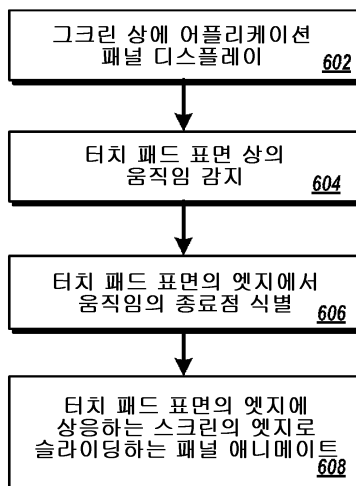 그크린 상에 어플리케이션
패널 디스플레이
602
터치 패드 표면 상의
움직임 감지
604
터치 패드 표면의 엣지에서
움직임의 종료점 식별
606
터치 패드 표면의 엣지에
상응하는 스크린의 엣지로
슬라이딩하는 패널 애니메이트
608